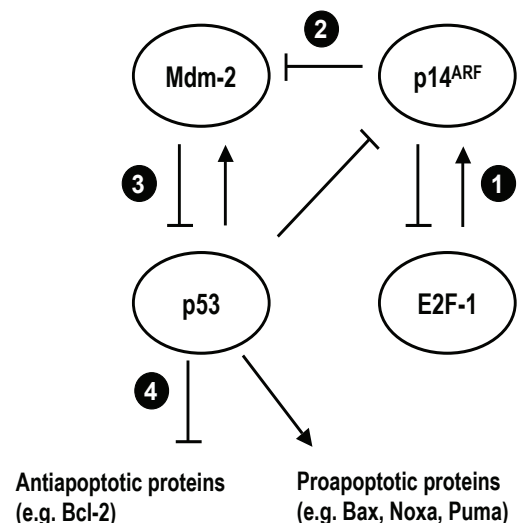 2
Mdm-2
p14ARF
3
1
p53
E2F-1
4
Antiapoptotic proteins
(e.g. Bcl-2)
Proapoptotic proteins
(e.g. Bax, Noxa, Puma)